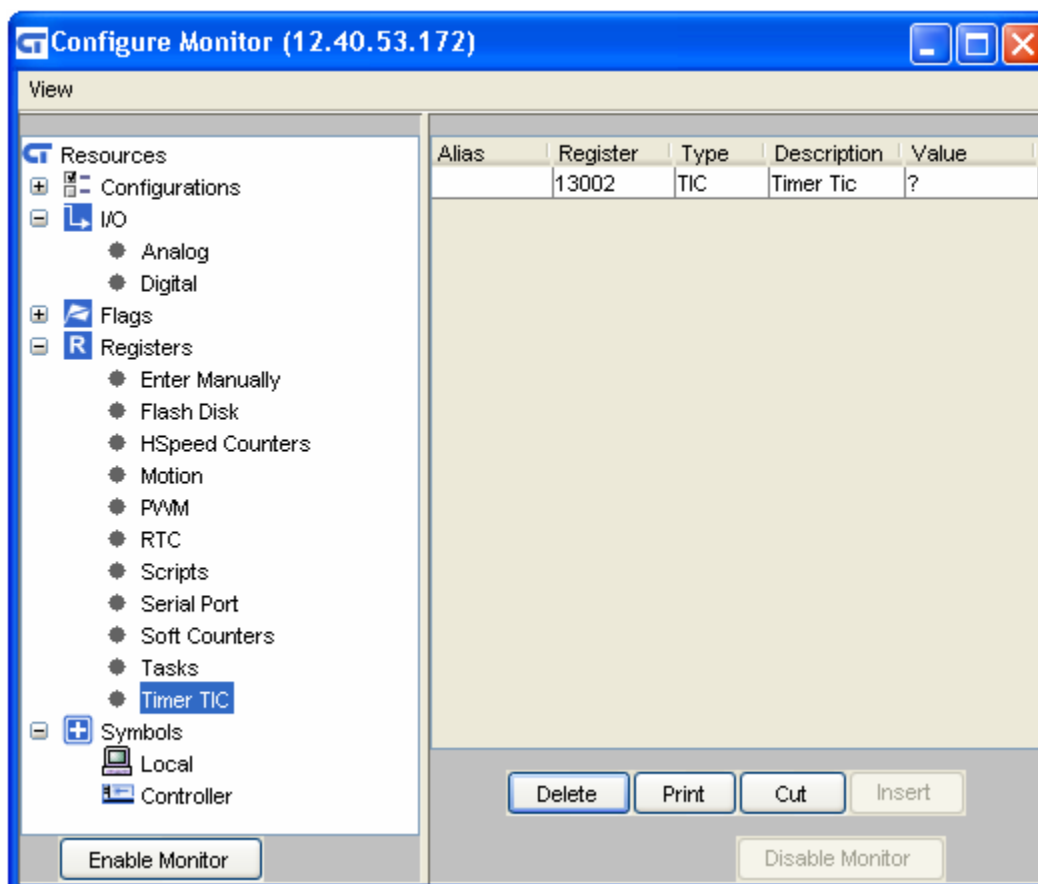 Configure Monitor (12.40.53.172)
View
Resources
Configurations
I/O
Analog
Digital
Flags
R Registers
Enter Manually
Flash Disk
HSpeed Counters
Motion
PWM
RTC
Scripts
Serial Port
Soft Counters
Tasks
Timer TIC
Symbols
Local
Controller
Enable Monitor
Alias Register Type Description Value
13002 TIC Timer Tic ?
Delete Print Cut Insert
Disable Monitor